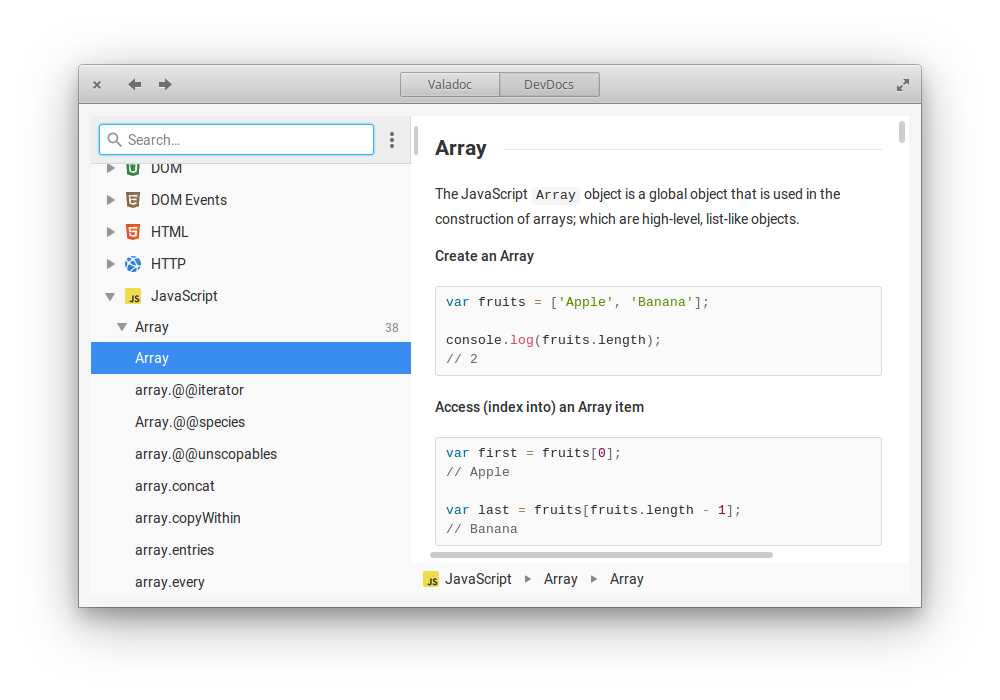 Valadoc DevDocs
Search...
DOM
DOM Events
HTML
HTTP
JS JavaScript
Array 38
Array
array.@@iterator
Array.@@species
array.@@unscopables
array.concat
array.copyWithin
array.entries
array.every
Array
The JavaScript Array object is a global object that is used in the
construction of arrays; which are high-level, list-like objects.
Create an Array
var fruits = ['Apple', 'Banana'];
console.log(fruits.length);
// 2
Access (index into) an Array item
var first = fruits[0];
// Apple
var last = fruits[fruits.length - 1];
// Banana
JS JavaScript Array Array